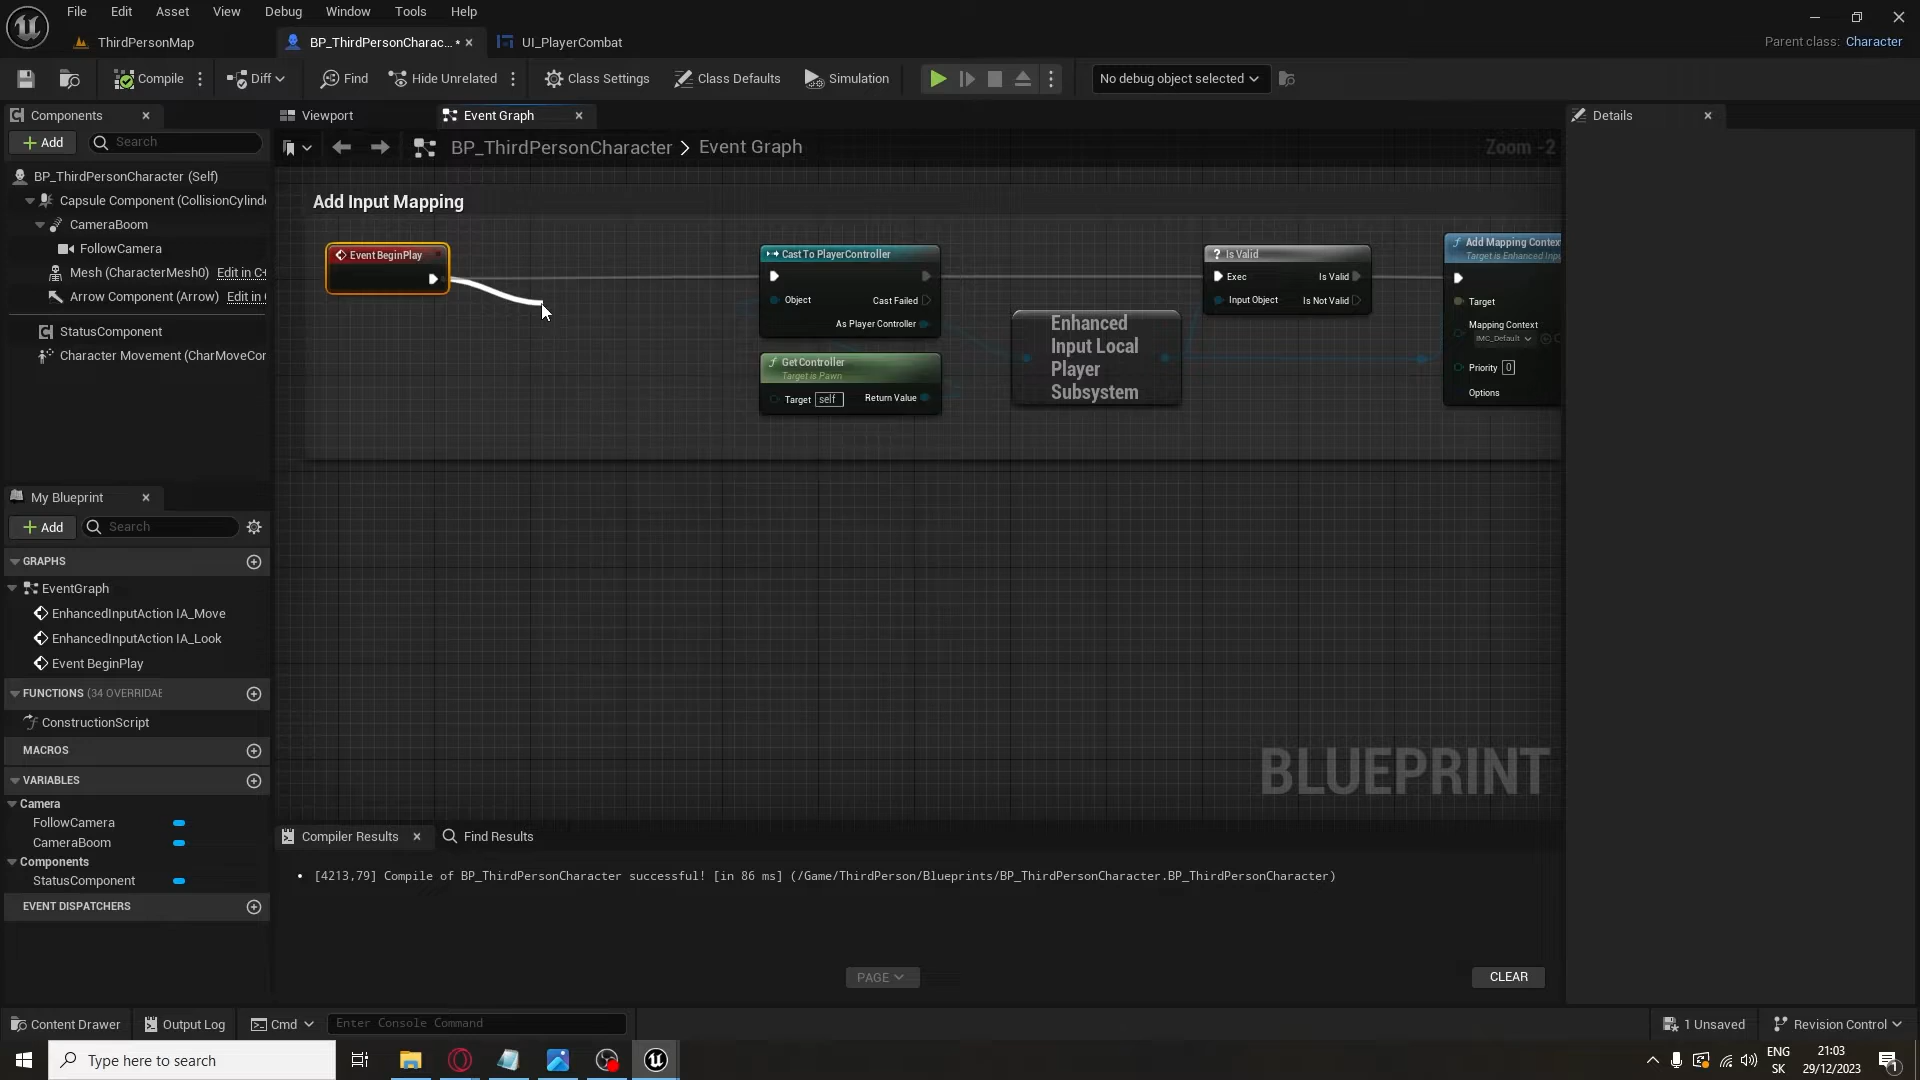 File Edit Asset View Debug Window Tools Help
ThirdPersonMap
BP_ThirdPersonCharac... •
UI_PlayerCombat
Parent class: Character
Compile
Diff
Find
Hide Unrelated
Class Settings
Class Defaults
Simulation
No debug object selected
Components
Add
Search
BP_ThirdPersonCharacter (Self)
Capsule Component (CollisionCylinde
CameraBoom
FollowCamera
Mesh (CharacterMesh0) Edit in C+
Arrow Component (Arrow) Edit in
StatusComponent
Character Movement (CharMoveCor
My Blueprint
Add
Search
GRAPHS
EventGraph
EnhancedInputAction IA_Move
EnhancedInputAction IA_Look
Event BeginPlay
FUNCTIONS (34 OVERRIDAE
ConstructionScript
MACROS
VARIABLES
Camera
FollowCamera
CameraBoom
Components
StatusComponent
EVENT DISPATCHERS
Viewport
Event Graph
BP_ThirdPersonCharacter > Event Graph
Zoom -2
Add Input Mapping
Event BeginPlay
Cast To PlayerController
Object
Cast Failed
As Player Controller
Get Controller
Target is Pawn
Target self
Return Value
Enhanced
Input Local
Player
Subsystem
? Is Valid
Exec
Is Valid
Input Object
Is Not Valid
Add Mapping Contex
Target is Enhanced Inpu
Target
Mapping Context
IMC_Default
Priority 0
Options
BLUEPRINT
Details
Compiler Results
Find Results
• [4213,79] Compile of BP_ThirdPersonCharacter successful! [in 86 ms] (/Game/ThirdPerson/Blueprints/BP_ThirdPersonCharacter.BP_ThirdPersonCharacter)
PAGE
CLEAR
Content Drawer
Output Log
Cmd
Enter Console Command
1 Unsaved
Revision Control
Type here to search
ENG
SK
21:03
29/12/2023
1